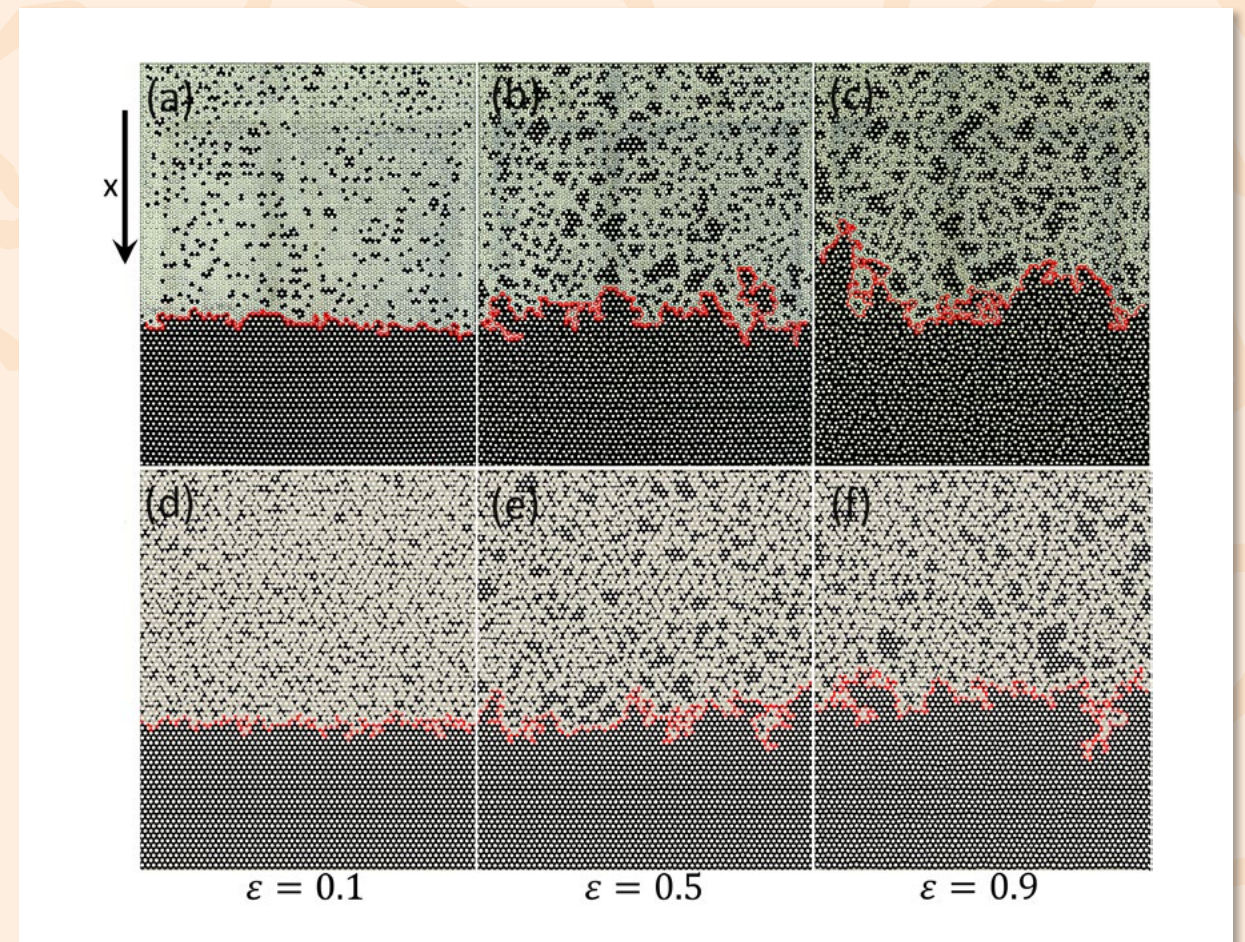 (a)
(b)
(c)
x
(d)
(e)
(f)
ε = 0.1
ε = 0.5
ε = 0.9